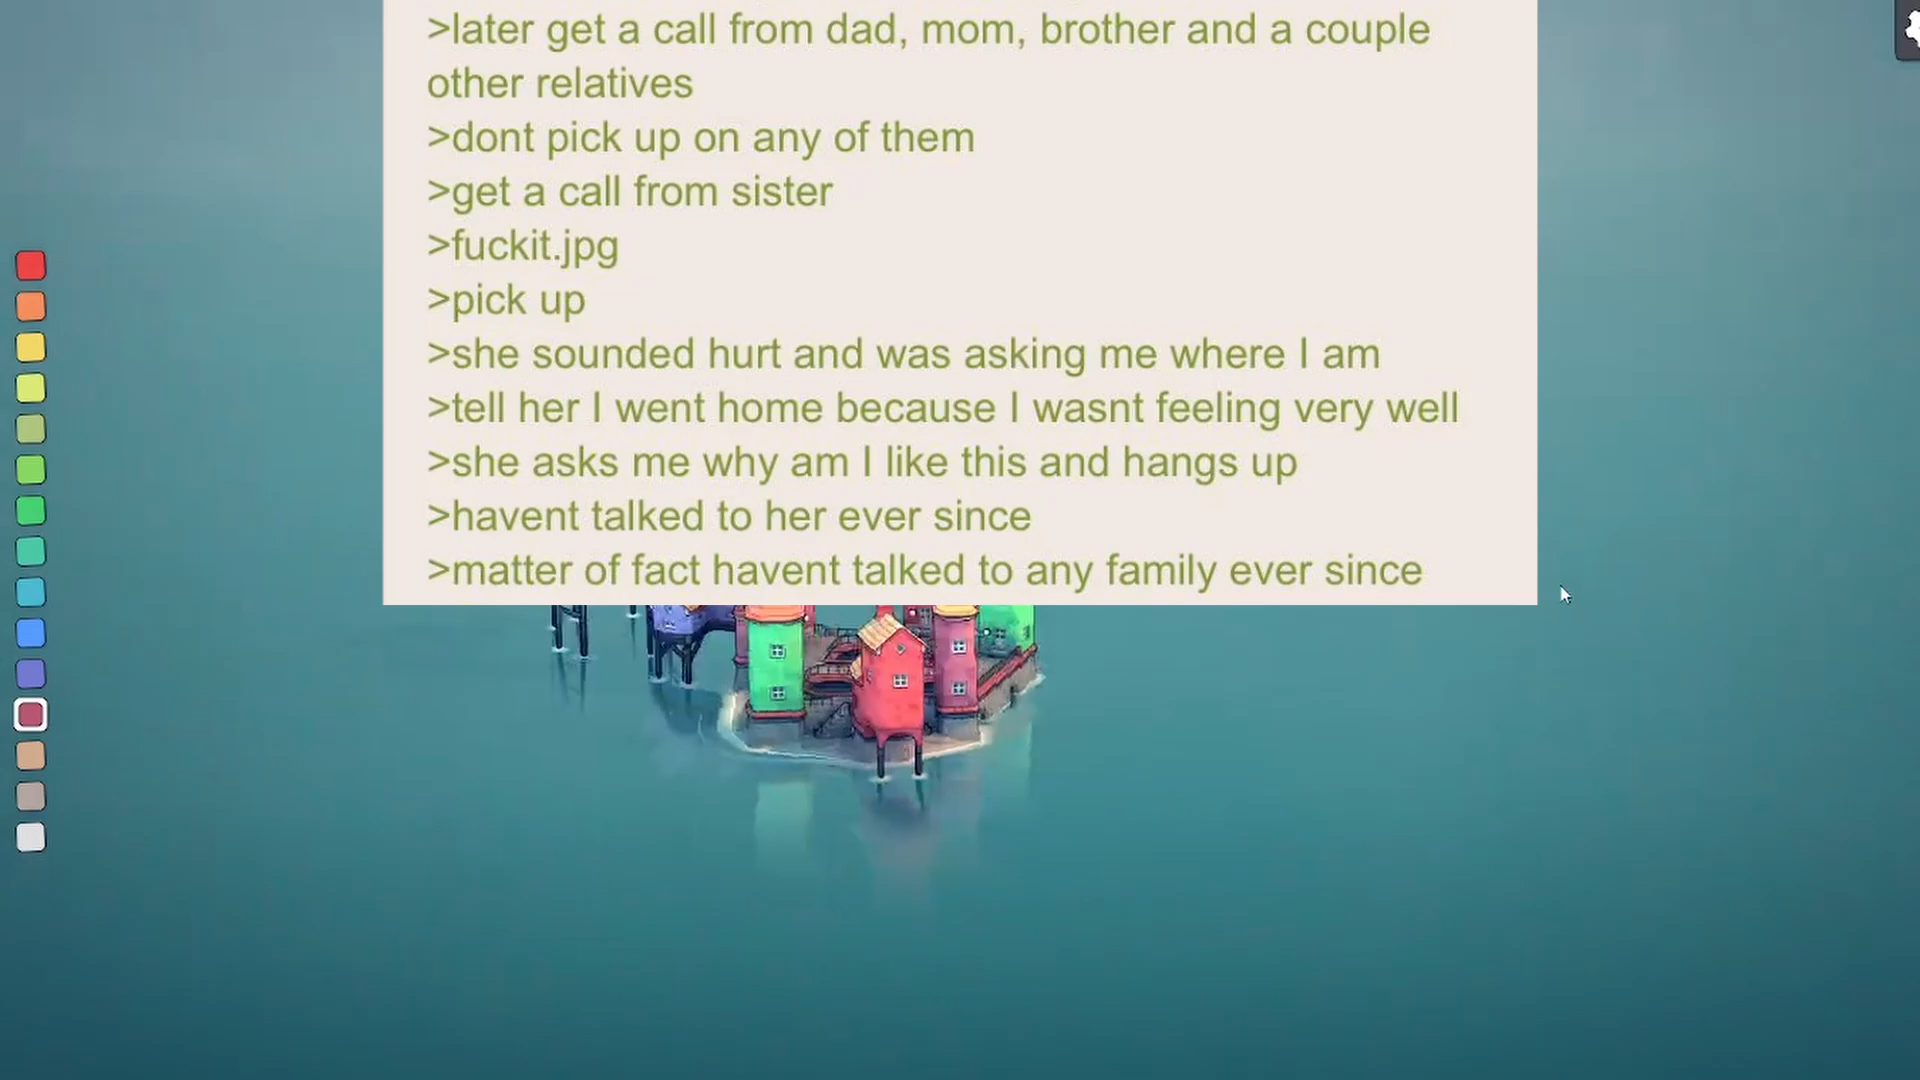 >later get a call from dad, mom, brother and a couple
other relatives
>dont pick up on any of them
>get a call from sister
>fuckit.jpg
>pick up
>she sounded hurt and was asking me where I am
>tell her I went home because I wasnt feeling very well
>she asks me why am I like this and hangs up
>havent talked to her ever since
>matter of fact havent talked to any family ever since